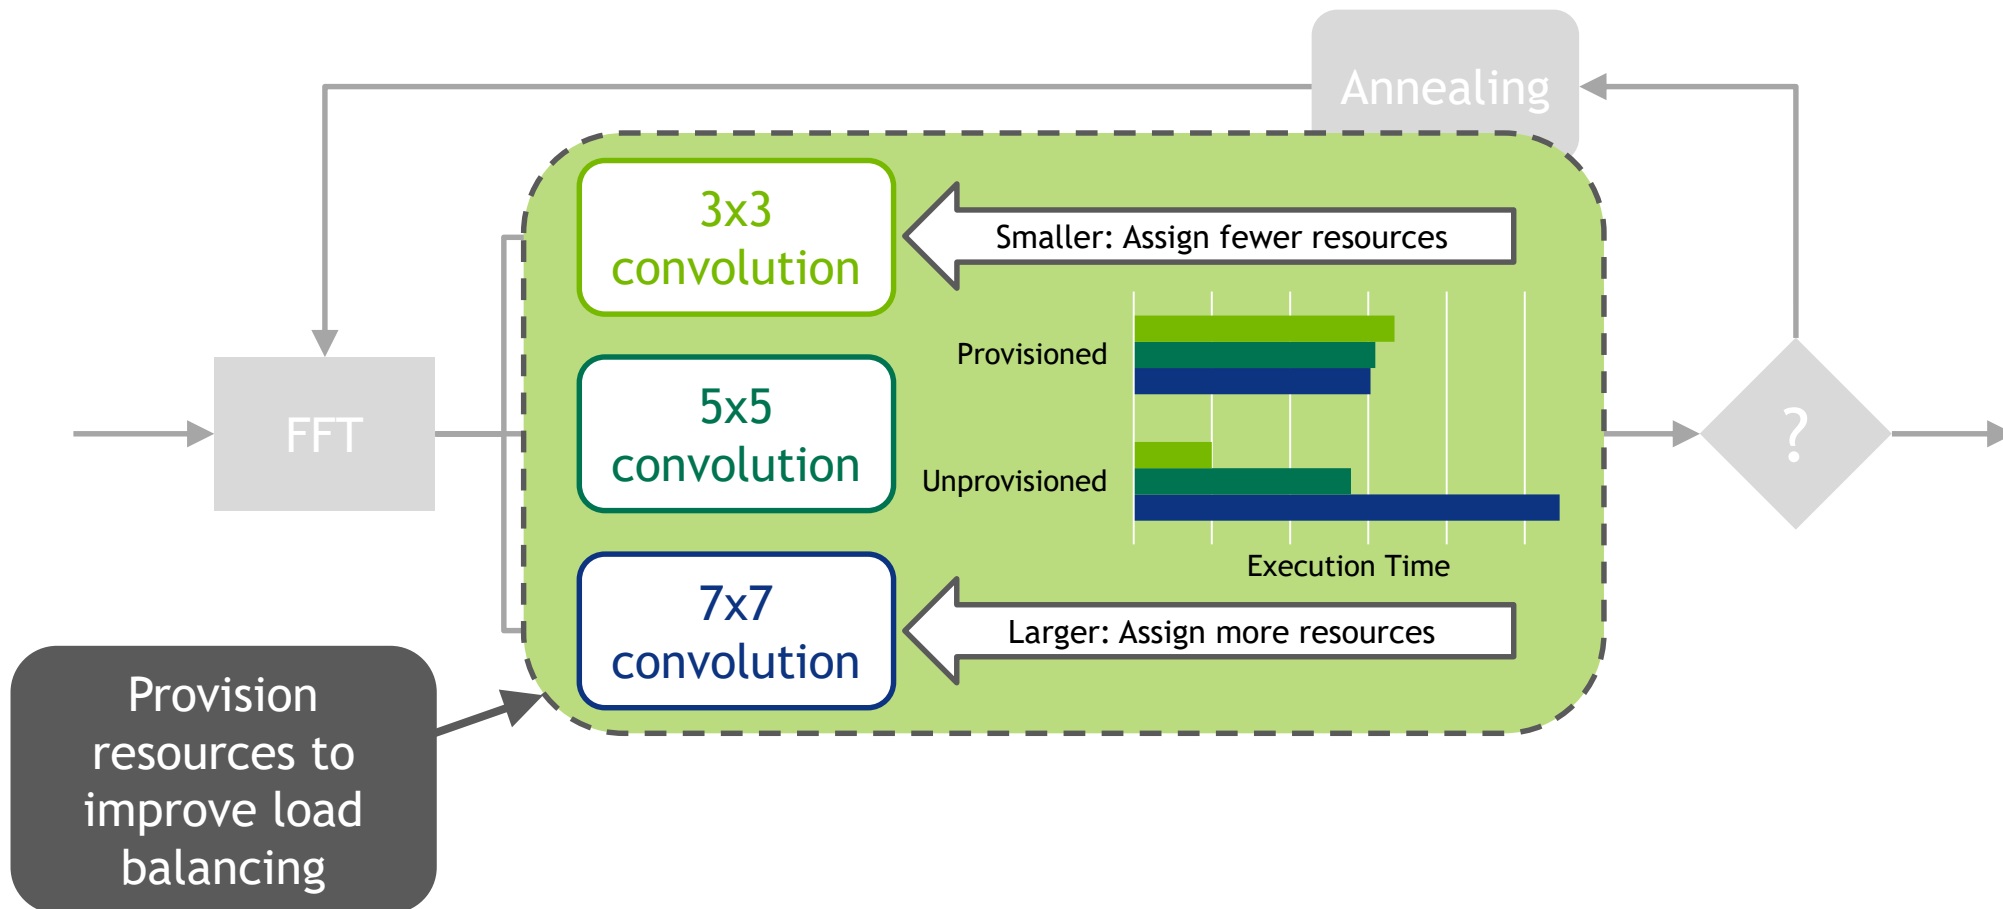 Annealing
3x3
convolution
Smaller: Assign fewer resources
Provisioned
FFT
5x5
convolution
?
Unprovisioned
Execution Time
7x7
convolution
Larger: Assign more resources
Provision
resources to
improve load
balancing